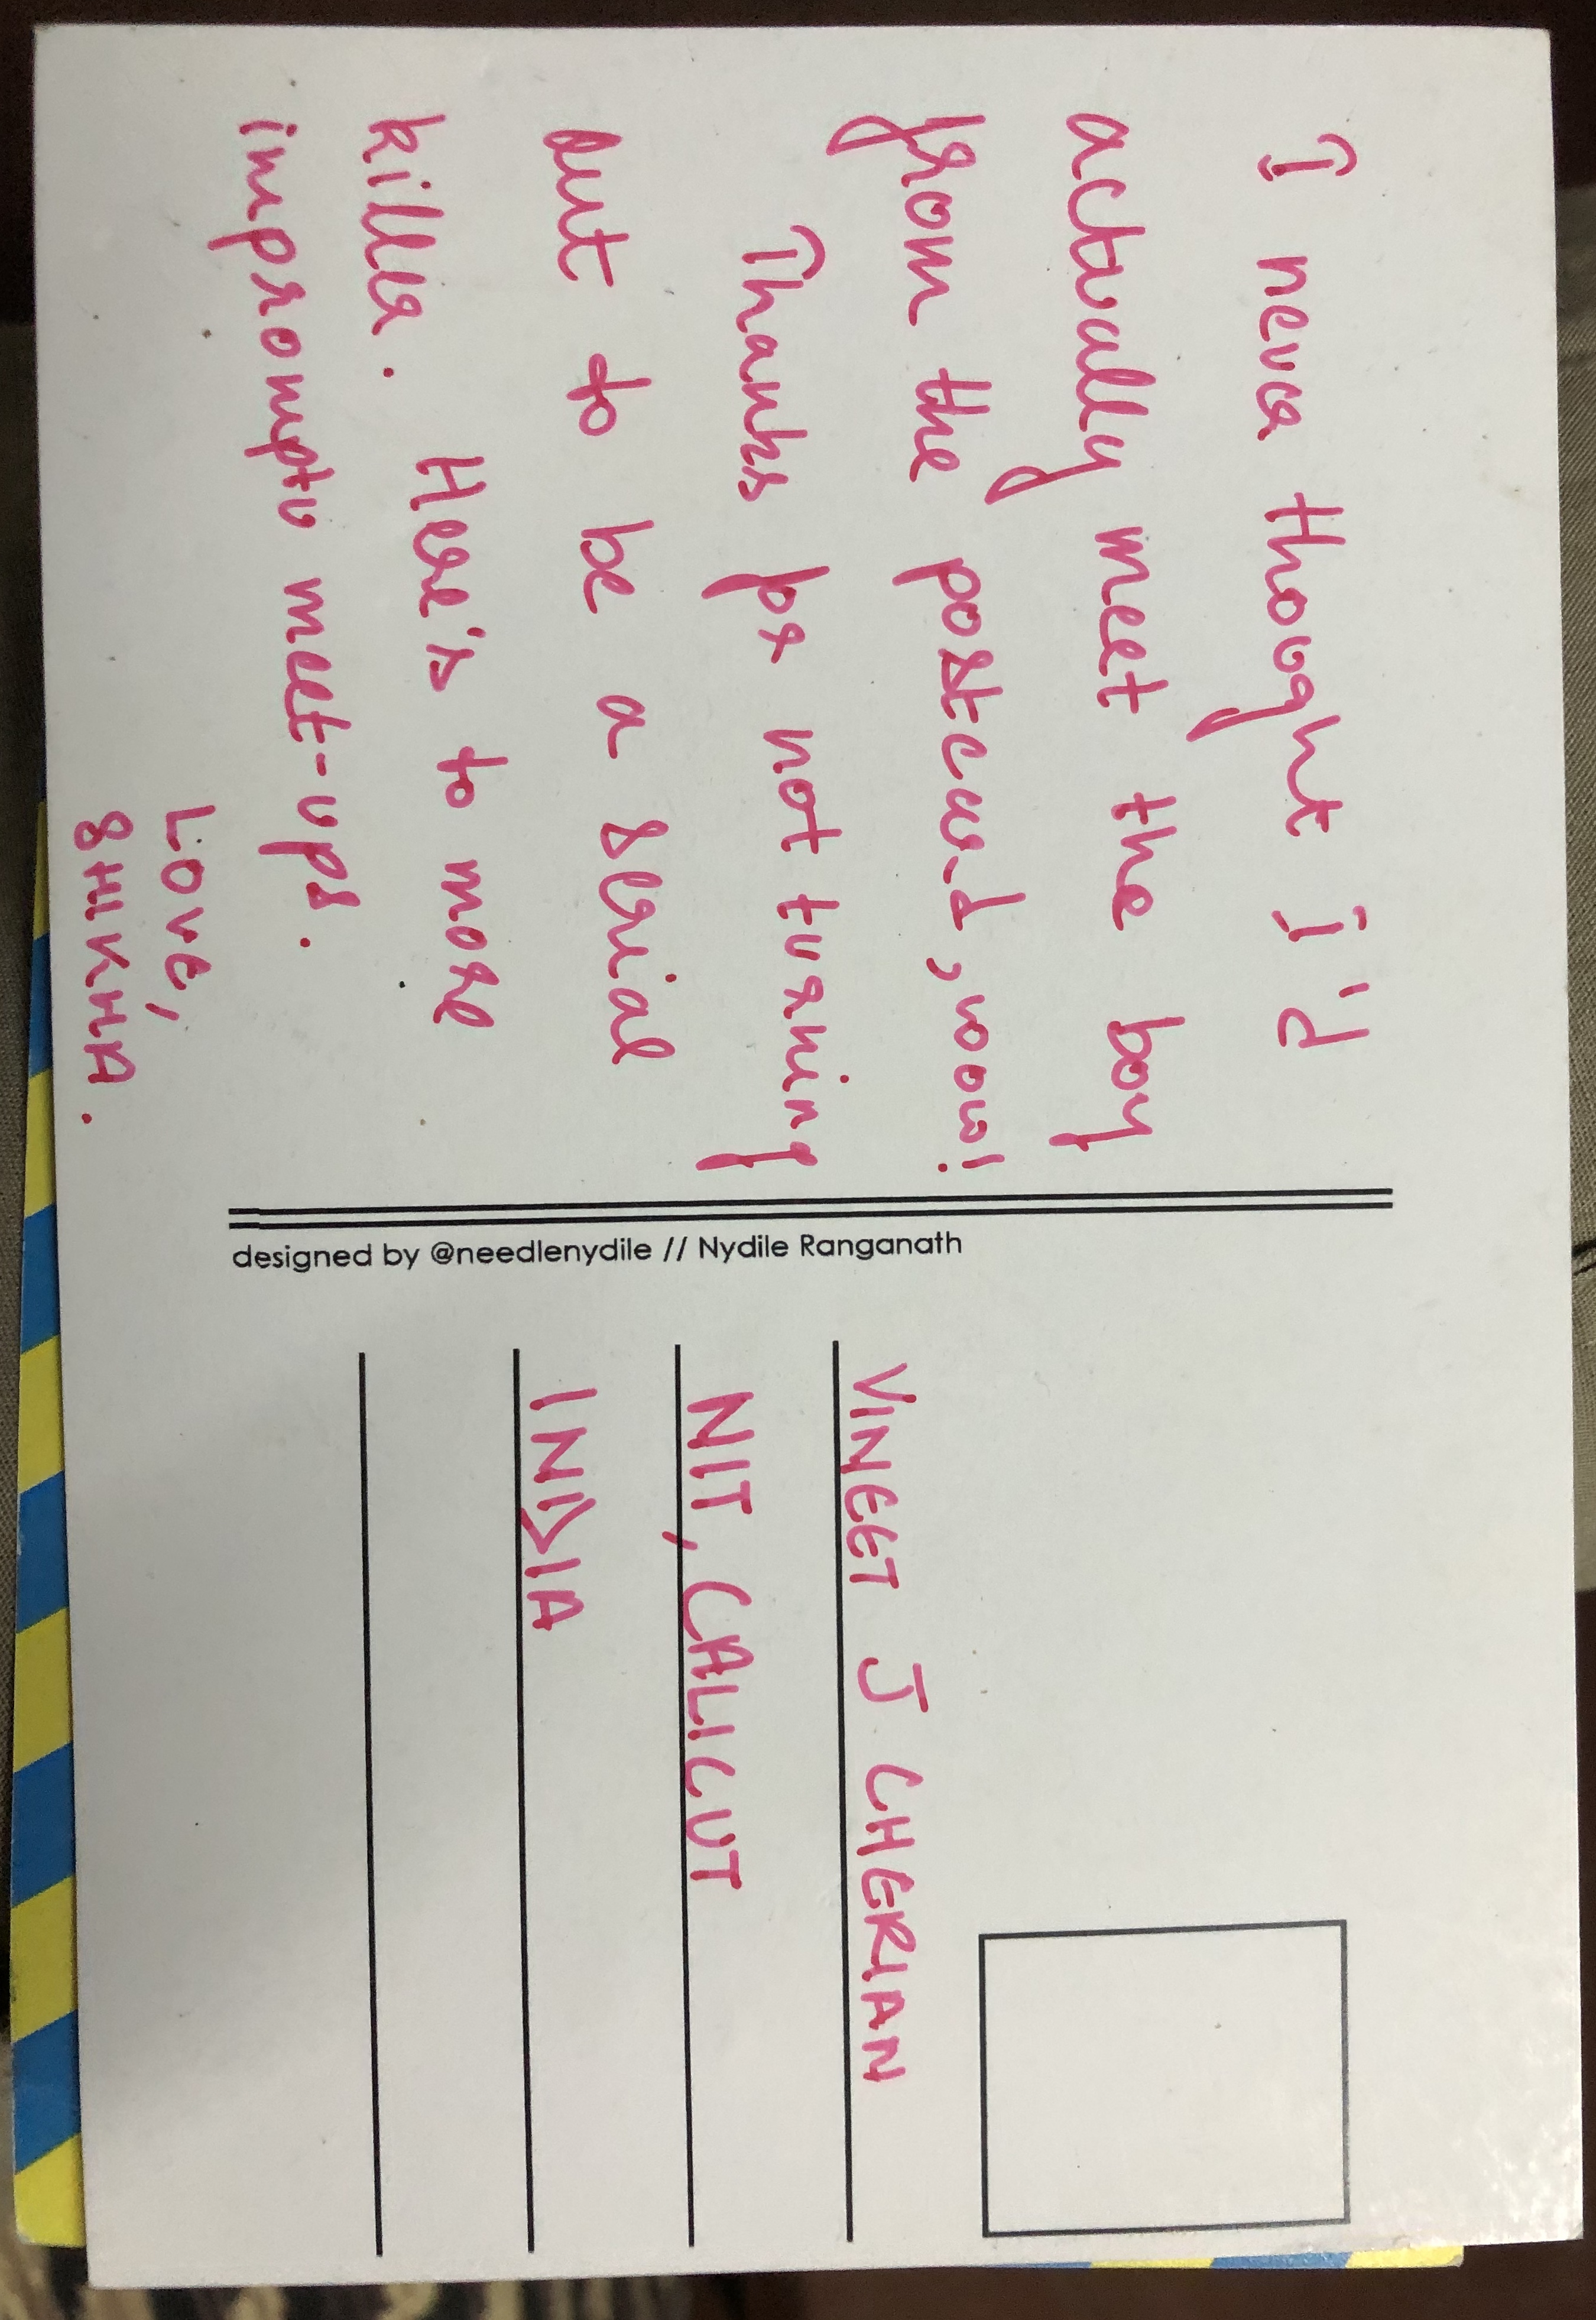 I never thought I'd
actually meet the boy
from the postcard, wow!
Thanks for not turning
out to be a serial
killer. Here's to more
impromptu meet-ups.
Love,
SHIKHA.
designed by @needlenydile // Nydile Ranganath
VINEET J CHERIAN
NIT, CALICUT
INDIA